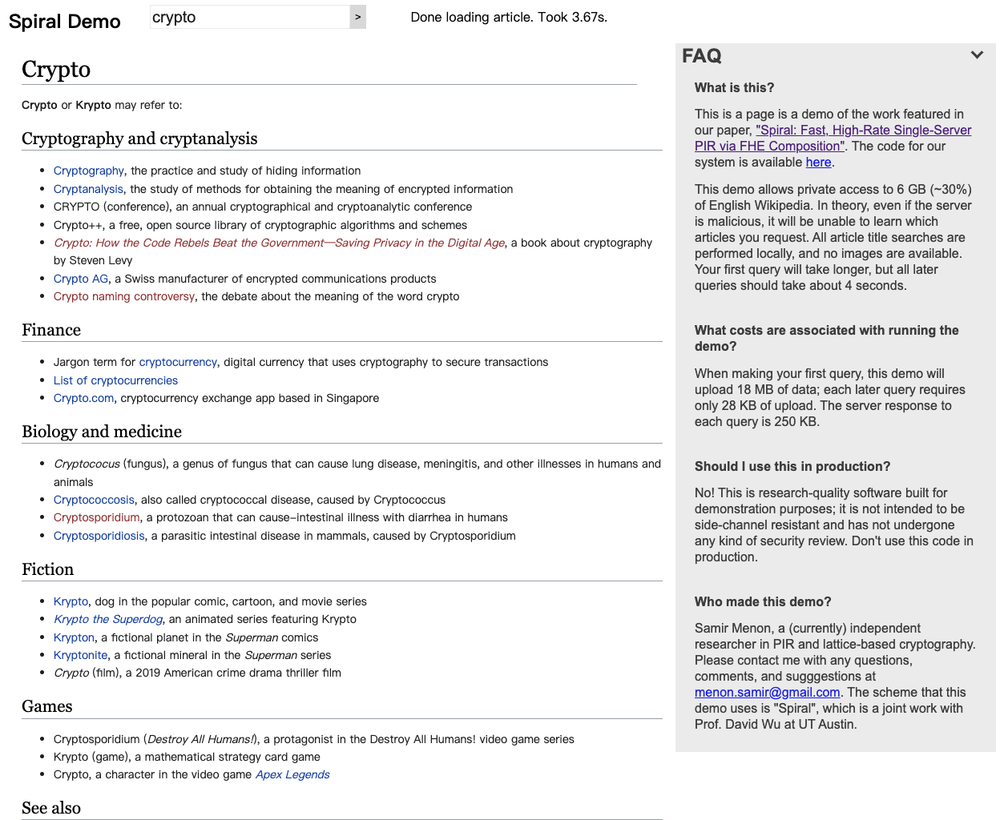 Spiral Demo
crypto
>
Done loading article. Took 3.67s.
Crypto
Crypto or Krypto may refer to:
Cryptography and cryptanalysis
Cryptography, the practice and study of hiding information
Cryptanalysis, the study of methods for obtaining the meaning of encrypted information
CRYPTO (conference), an annual cryptographical and cryptoanalytic conference
Crypto++, a free, open source library of cryptographic algorithms and schemes
Crypto: How the Code Rebels Beat the Government—Saving Privacy in the Digital Age, a book about cryptography
by Steven Levy
Crypto AG, a Swiss manufacturer of encrypted communications products
Crypto naming controversy, the debate about the meaning of the word crypto
Finance
Jargon term for cryptocurrency, digital currency that uses cryptography to secure transactions
List of cryptocurrencies
Crypto.com, cryptocurrency exchange app based in Singapore
Biology and medicine
Cryptococus (fungus), a genus of fungus that can cause lung disease, meningitis, and other illnesses in humans and
animals
Cryptococcosis, also called cryptococcal disease, caused by Cryptococcus
Cryptosporidium, a protozoan that can cause–intestinal illness with diarrhea in humans
Cryptosporidiosis, a parasitic intestinal disease in mammals, caused by Cryptosporidium
Fiction
Krypto, dog in the popular comic, cartoon, and movie series
Krypto the Superdog, an animated series featuring Krypto
Krypton, a fictional planet in the Superman comics
Kryptonite, a fictional mineral in the Superman series
Crypto (film), a 2019 American crime drama thriller film
Games
Cryptosporidium (Destroy All Humans!), a protagonist in the Destroy All Humans! video game series
Krypto (game), a mathematical strategy card game
Crypto, a character in the video game Apex Legends
See also
FAQ
What is this?
This is a page is a demo of the work featured in
our paper, "Spiral: Fast, High-Rate Single-Server
PIR via FHE Composition". The code for our
system is available here.
This demo allows private access to 6 GB (~30%)
of English Wikipedia. In theory, even if the server
is malicious, it will be unable to learn which
articles you request. All article title searches are
performed locally, and no images are available.
Your first query will take longer, but all later
queries should take about 4 seconds.
What costs are associated with running the
demo?
When making your first query, this demo will
upload 18 MB of data; each later query requires
only 28 KB of upload. The server response to
each query is 250 KB.
Should I use this in production?
No! This is research-quality software built for
demonstration purposes; it is not intended to be
side-channel resistant and has not undergone
any kind of security review. Don't use this code in
production.
Who made this demo?
Samir Menon, a (currently) independent
researcher in PIR and lattice-based cryptography.
Please contact me with any questions,
comments, and sugggestions at
menon.samir@gmail.com. The scheme that this
demo uses is "Spiral", which is a joint work with
Prof. David Wu at UT Austin.